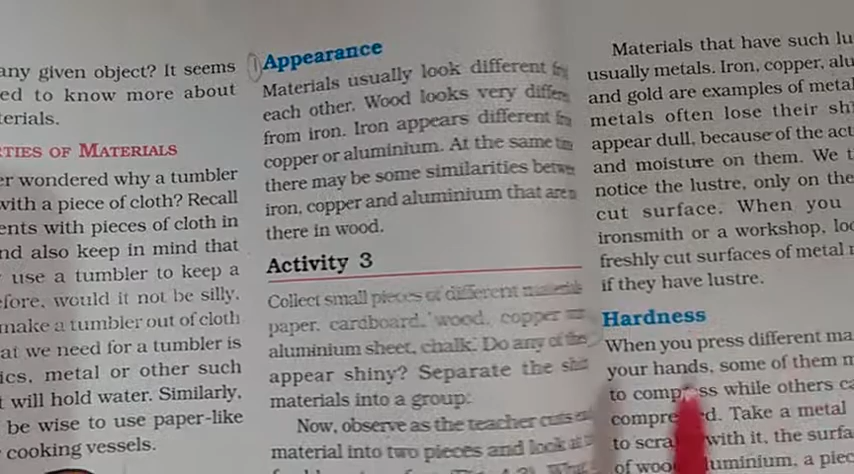 any given object? It seems
ed to know more about
terials.
RTIES OF MATERIALS
er wondered why a tumbler
with a piece of cloth? Recall
ents with pieces of cloth in
nd also keep in mind that
use a tumbler to keep a
efore, would it not be silly,
make a tumbler out of cloth
at we need for a tumbler is
ics, metal or other such
t will hold water. Similarly,
be wise to use paper-like
cooking vessels.
Appearance
Materials usually look different
each other. Wood looks very
from iron. Iron appears different
copper or aluminium. At the same
there may be some similarities
iron, copper and aluminium that are
there in wood.
Activity 3
Collect small pieces of different
paper, cardboard, wood, copper
aluminium sheet, chalk. Do any of
appear shiny? Separate the
materials into a group.
Now, observe as the teacher cuts
material into two pieces and look at
Materials that have such lu
usually metals. Iron, copper, alu
and gold are examples of metal
metals often lose their sh
appear dull, because of the act
and moisture on them. We t
notice the lustre, only on the
cut surface. When you
ironsmith or a workshop, loo
freshly cut surfaces of metal
if they have lustre.
Hardness
When you press different ma
your hands, some of them m
to compress while others ca
Take a metal
with it, the surfa
of luminium, a piec